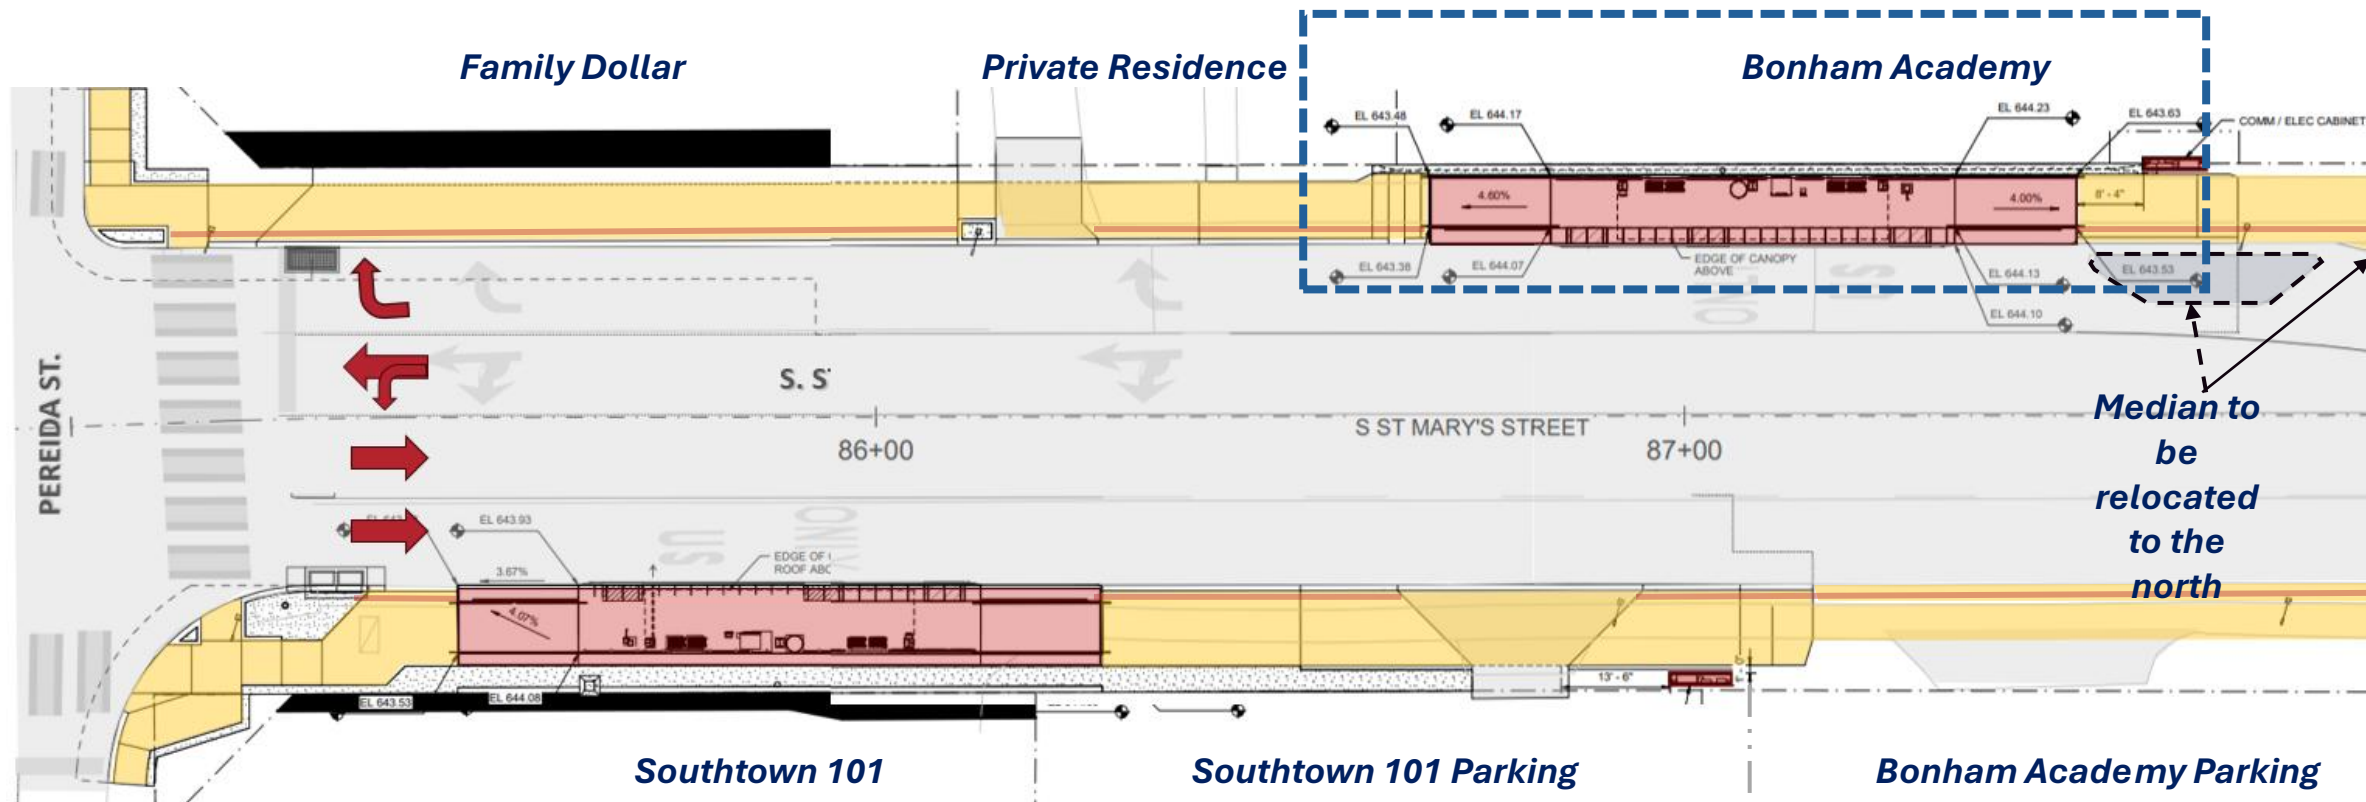 Family Dollar
Private Residence
Bonham Academy
EL 643.48
EL 644.17
EL 644.23
EL 643.63
COMM / ELEC CABINET
4.60%
4.00%
8' - 4"
EL 643.38
EL 644.07
EDGE OF CANOPY
ABOVE
EL 644.13
EL 643.53
EL 644.10
PEREIDA ST.
S. S
S ST MARY'S STREET
86+00
87+00
Median to
be
relocated
to the
north
EL 643.93
EDGE OF
ROOF
3.67%
4.07%
13' - 6"
EL 643.53
EL 644.08
Southtown 101
Southtown 101 Parking
Bonham Academy Parking